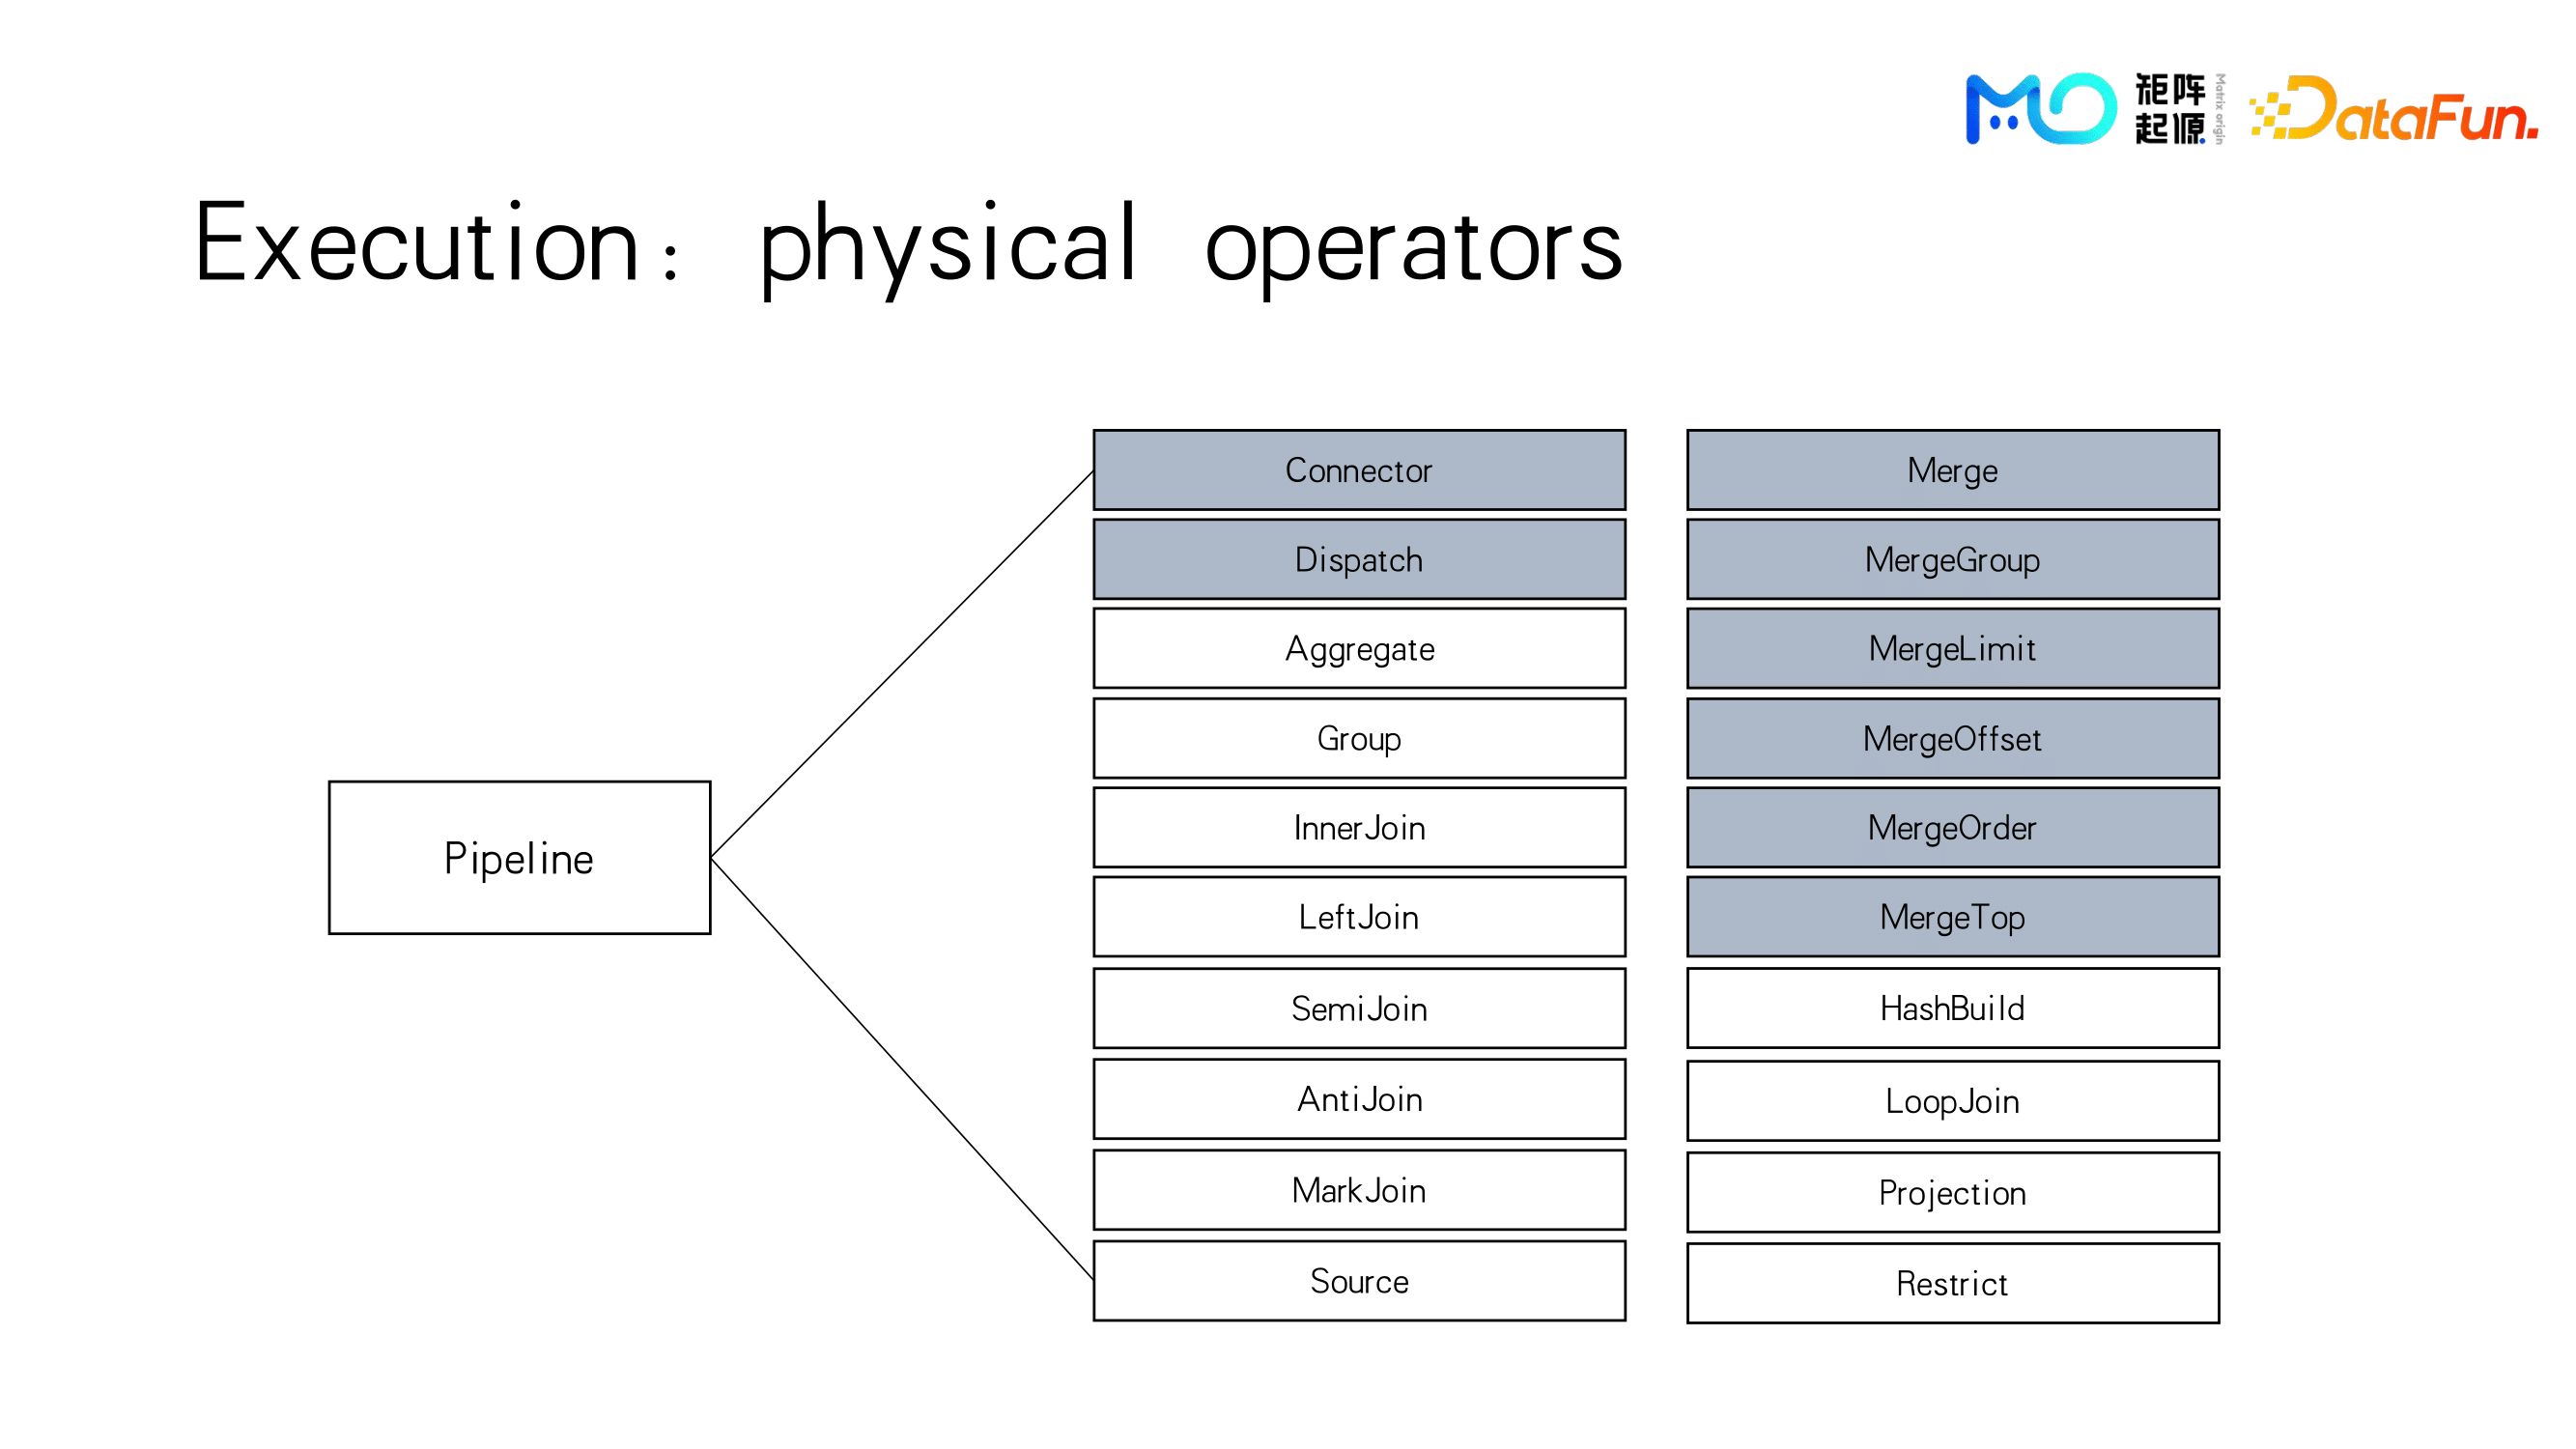 矩阵
起源
Matrix origin
DataFun.
Execution: physical operators
Pipeline
Connector
Dispatch
Aggregate
Group
InnerJoin
LeftJoin
SemiJoin
AntiJoin
MarkJoin
Source
Merge
MergeGroup
MergeLimit
MergeOffset
MergeOrder
MergeTop
HashBuild
LoopJoin
Projection
Restrict